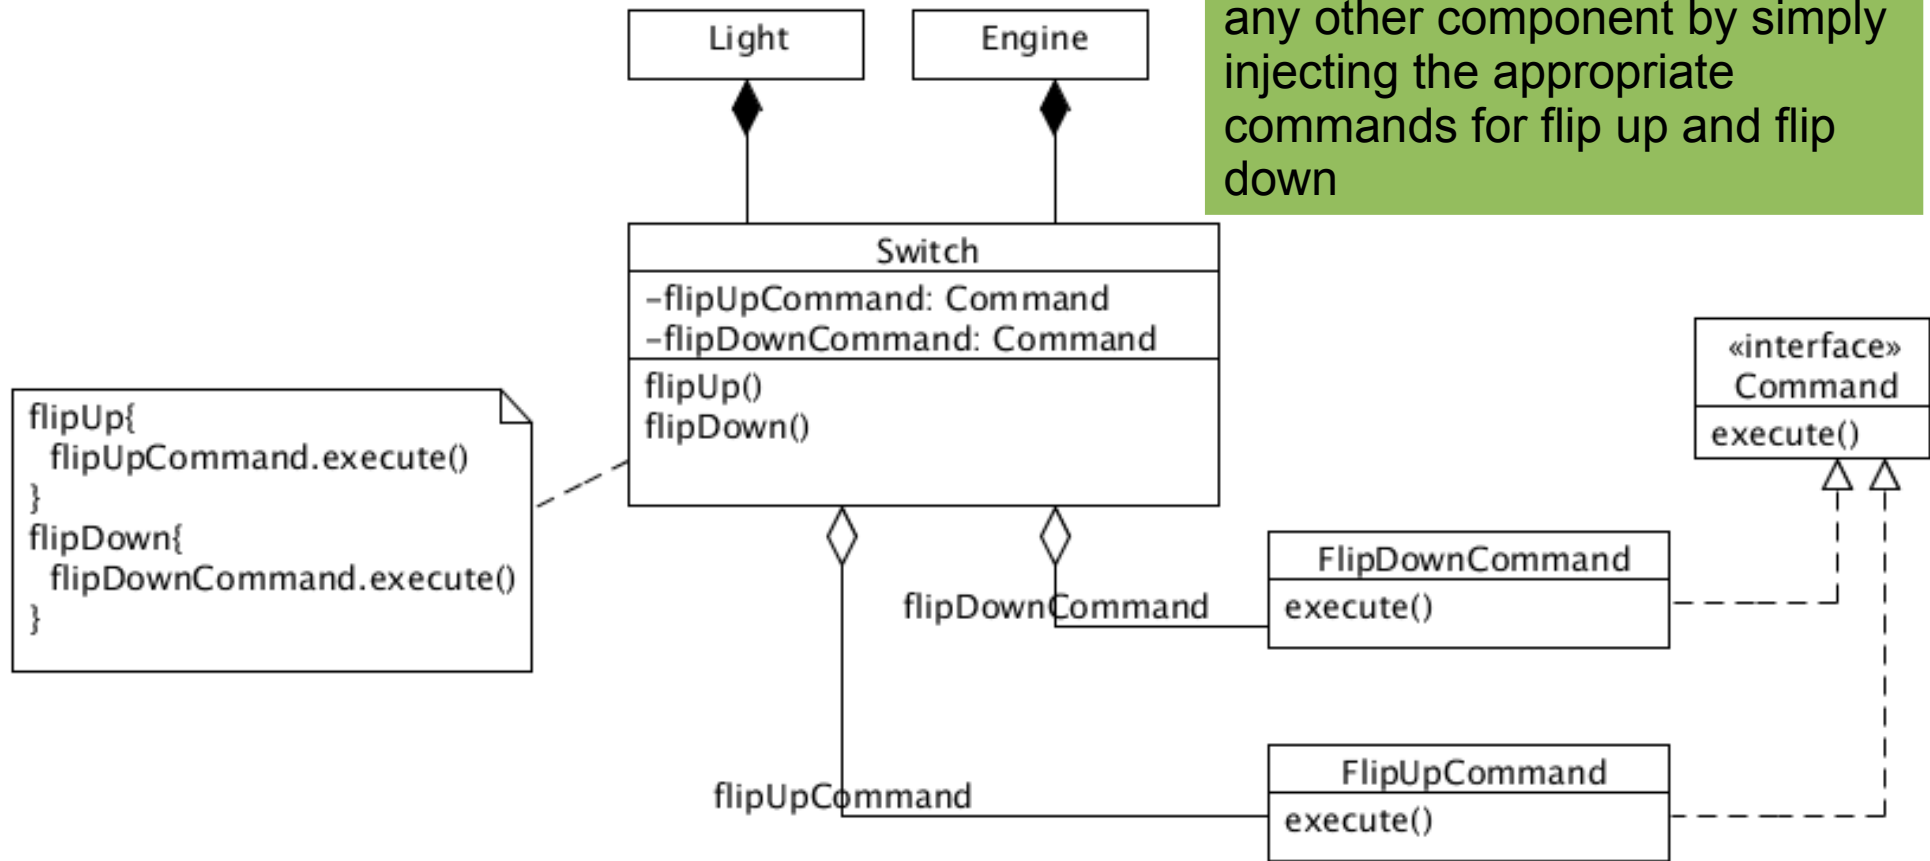 any other component by simply
injecting the appropriate
commands for flip up and flip
down
Light
Engine
Switch
-flipUpCommand: Command
-flipDownCommand: Command
flipUp()
flipDown()
«interface»
Command
execute()
flipUp{
flipUpCommand.execute()
}
flipDown{
flipDownCommand.execute()
}
FlipDownCommand
execute()
flipDownCommand
FlipUpCommand
execute()
flipUpCommand